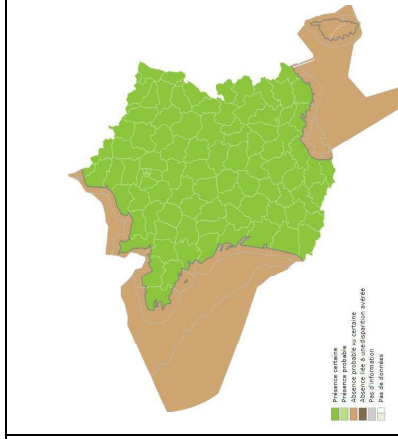 Présence certaine
Présence probable
Absence probable ou certaine
Absence liée à une disparition avérée
Pas d'information
Pas de données